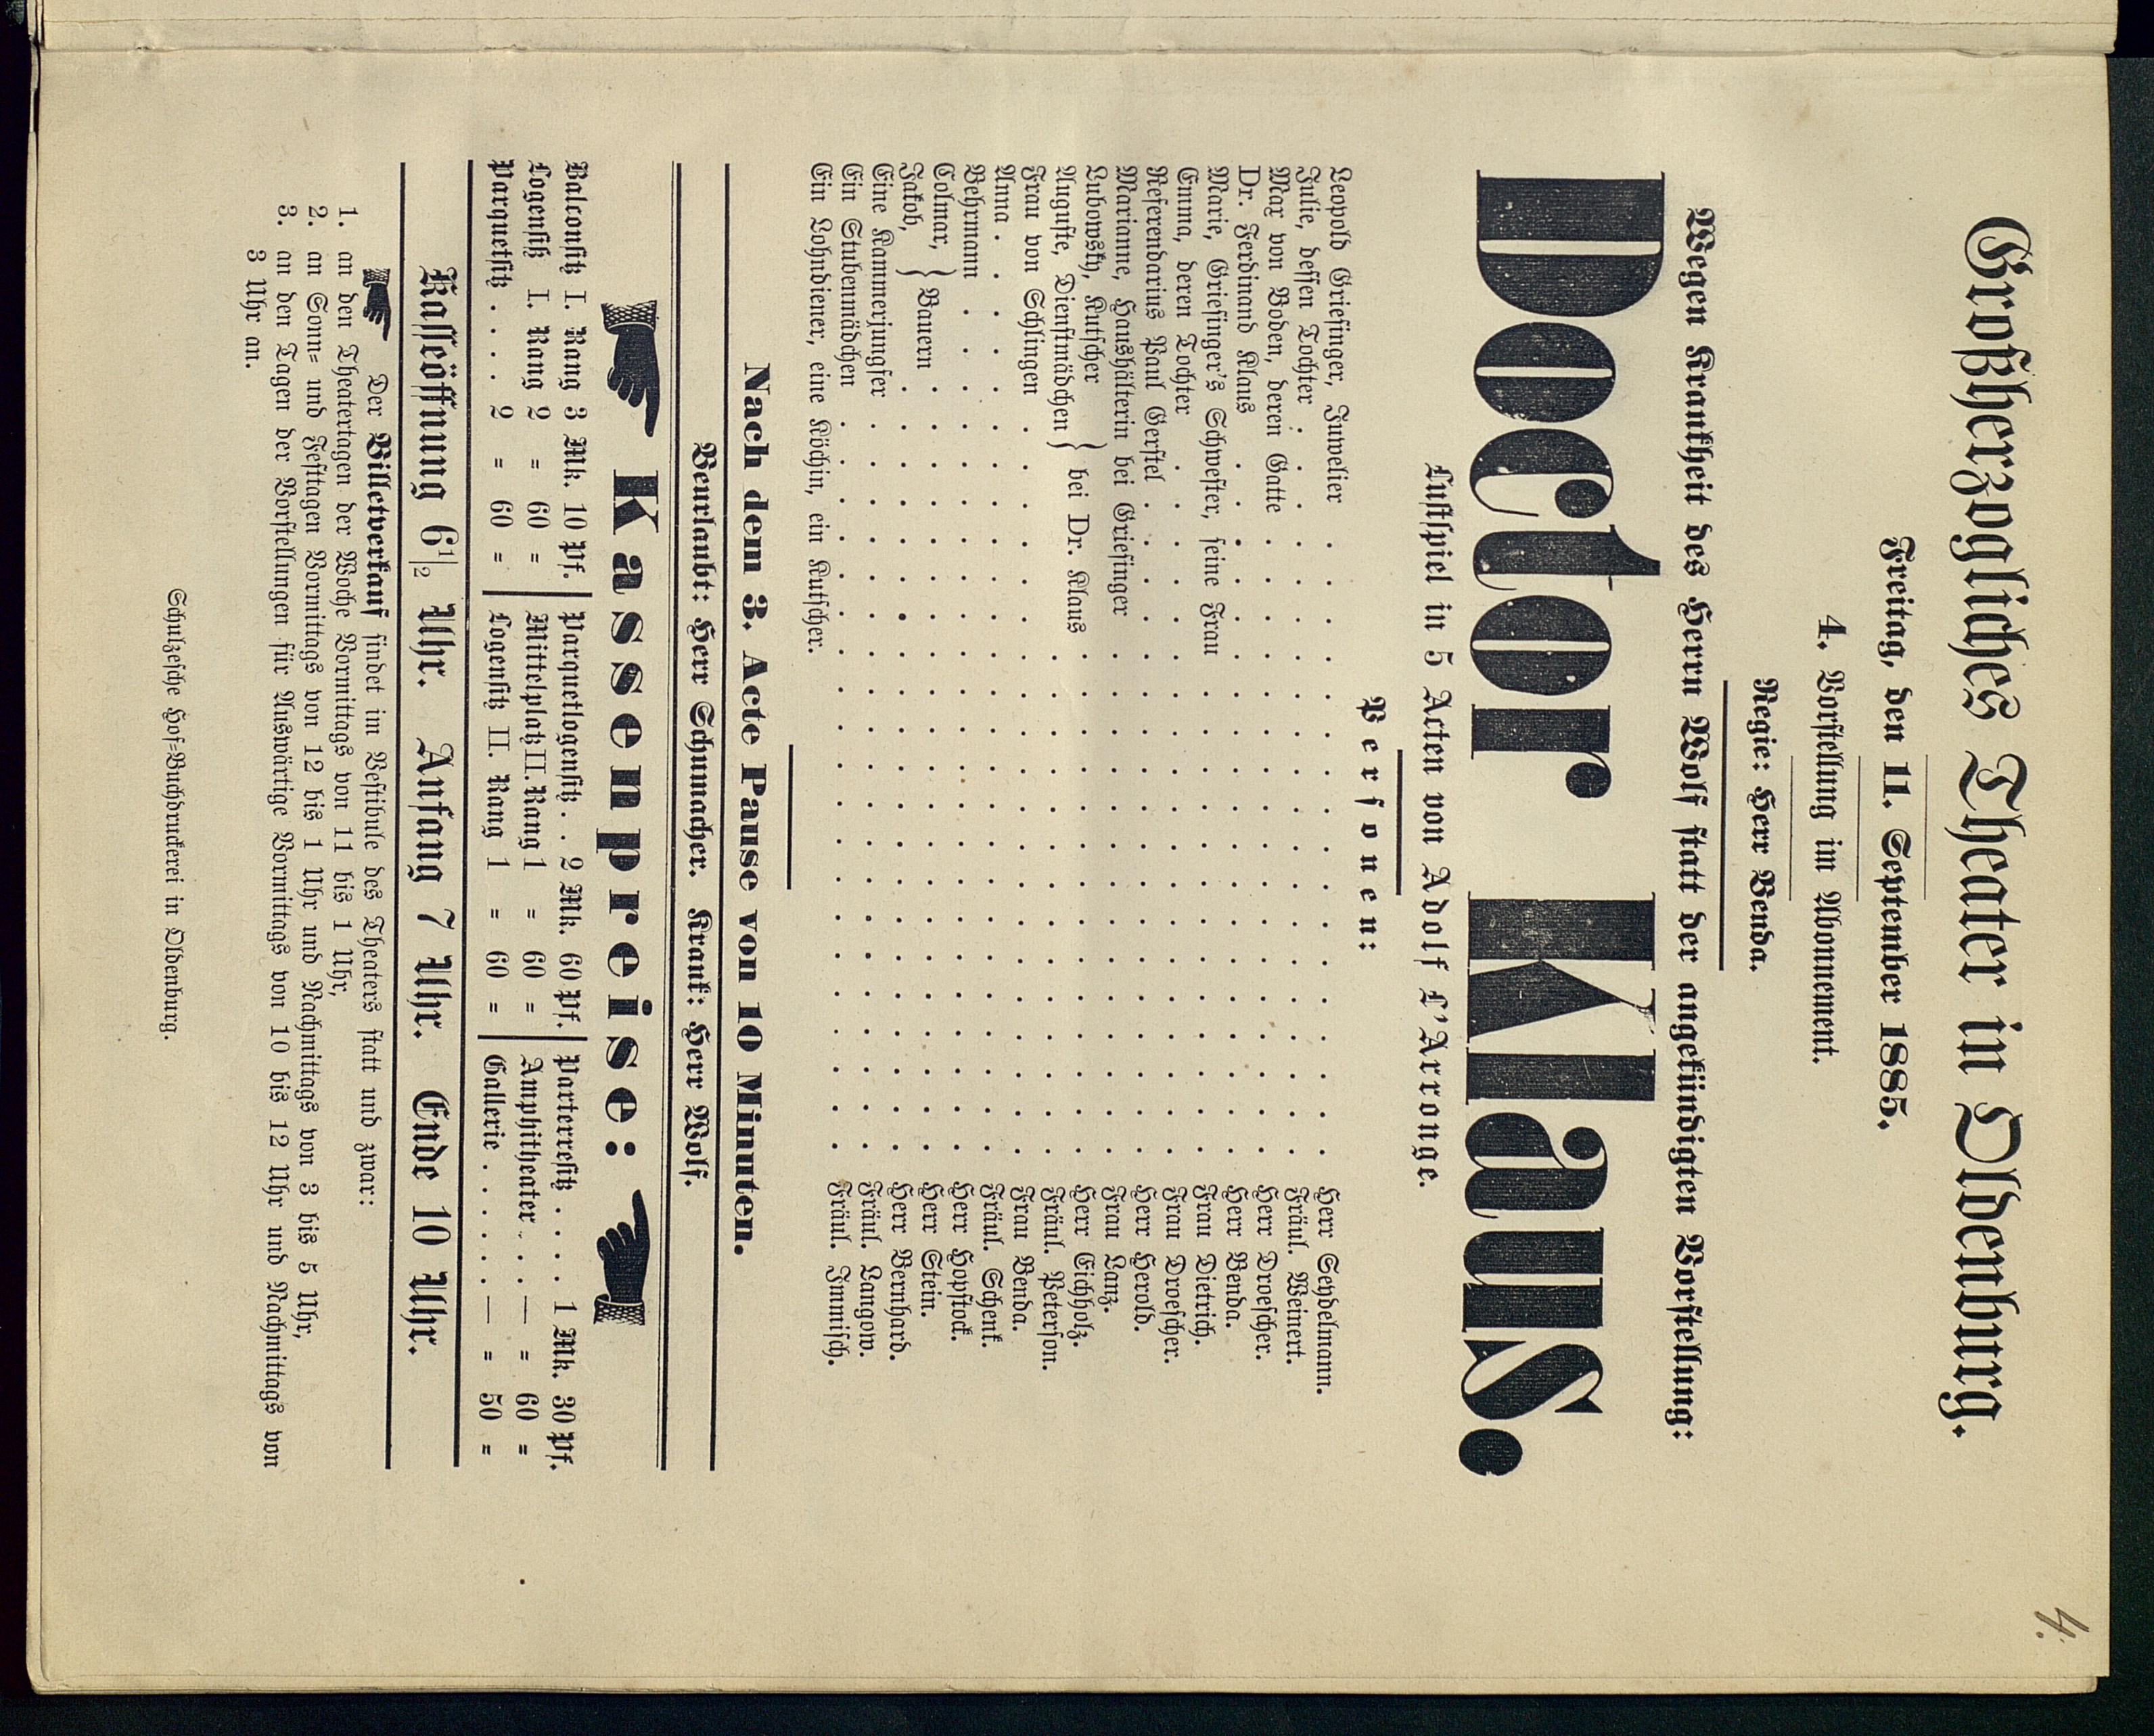 4.
Großherzogliches Theater in Oldenburg.
Freitag, den 11. September 1885.
4. Vorstellung im Abonnement.
Regie: Herr Benda.
Wegen Krankheit des Herrn Wolf statt der angekündigten Vorstellung:
Doctor Klaus.
Lustspiel in 5 Acten von Adolf L'Arronge.
Personen:
Leopold Griesinger, Juwelier . . . . . . . . . . . . . . . . . Herr Seydelmann.
Julie, dessen Tochter . . . . . . . . . . . . . . . . . . . . Fräul. Weinert.
Max von Boden, deren Gatte . . . . . . . . . . . . . . . . . Herr Droescher.
Dr. Ferdinand Klaus . . . . . . . . . . . . . . . . . . . Herr Benda.
Marie, Griesinger's Schwester, seine Frau . . . . . . . . . . . . . Frau Dietrich.
Emma, deren Tochter . . . . . . . . . . . . . . . . . . . Frau Droescher.
Referendarius Paul Gerstel . . . . . . . . . . . . . . . . . . Herr Herold.
Marianne, Haushälterin bei Griesinger . . . . . . . . . . . . . . Frau Lanz.
Lubowsky, Kutscher } bei Dr. Klaus . . . . . . . . . . . . . . Herr Eichholz.
Auguste, Dienstmädchen } . . . . . . . . . . . . . . Fräul. Peterson.
Frau von Schlingen . . . . . . . . . . . . . . . . . . . . Frau Benda.
Anna . . . . . . . . . . . . . . . . . . . . . . . . . Fräul. Schenk.
Behrmann . . . . . . . . . . . . . . . . . . . . . . . Herr Hopstock.
Colmar, } Bauern . . . . . . . . . . . . . . . . . . . . . Herr Stein.
Jakob, } . . . . . . . . . . . . . . . . . . . . . Herr Bernhard.
Eine Kammerjungfer . . . . . . . . . . . . . . . . . . . . Fräul. Langow.
Ein Stubenmädchen . . . . . . . . . . . . . . . . . . . . Fräul. Immisch.
Ein Lohndiener, eine Köchin, ein Kutscher.
Nach dem 3. Acte Pause von 10 Minuten.
Beurlaubt: Herr Schumacher. Krank: Herr Wolf.
Kassenpreise:
Balconsitz I. Rang 3 Mk. 10 Pf. | Parquetlogensitz . . 2 Mk. 60 Pf. | Parterresitz . . . . 1 Mk. 30 Pf.
Logensitz I. Rang 2 = 60 = | Mittelplatz II. Rang 1 = 60 = | Amphitheater . . . — = 60 =
Parquetsitz . . . . 2 = 60 = | Logensitz II. Rang 1 = 60 = | Gallerie . . . . . . — = 50 =
Kasseöffnung 6 1/2 Uhr. Anfang 7 Uhr. Ende 10 Uhr.
Der Billetverkauf findet im Vestibule des Theaters statt und zwar:
1. an den Theatertagen der Woche Vormittags von 11 bis 1 Uhr,
2. an Sonn= und Festtagen Vormittags von 12 bis 1 Uhr und Nachmittags von 3 bis 5 Uhr,
3. an den Tagen der Vorstellungen für Auswärtige Vormittags von 10 bis 12 Uhr und Nachmittags von
3 Uhr an.
Schulzesche Hof=Buchdruckerei in Oldenburg.